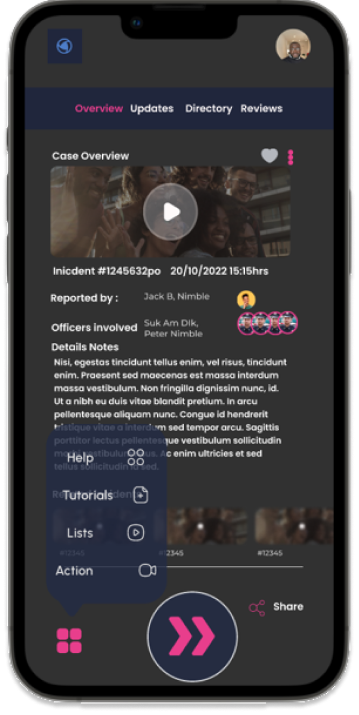 Overview Updates Directory Reviews
Case Overview
Inicdent #1245632po 20/10/2022 15:15hrs
Reported by : Jack B, Nimble
Officers involved Suk Am DIk,
Peter Nimble
Details Notes
Nisi, egestas tincidunt tellus enim, vel risus, tincidunt
enim. Praesent sed maecenas est massa interdum
massa vestibulum. Non fringilla dignissim nunc, id.
Ut a nibh eu duis vitae blandit pretium. In arcu
pellentesque aliquam nunc. Congue id hendrerit
tristique vitae a interdum sed tempor arcu. Sagittis
porttitor lectus pellentesque vestibulum sollicitudin
Ac enim ultricies et sed
tellus sollicitudin id sed.
Help
Tutorials
Lists
Action
#12345 #12345 #12345
Share